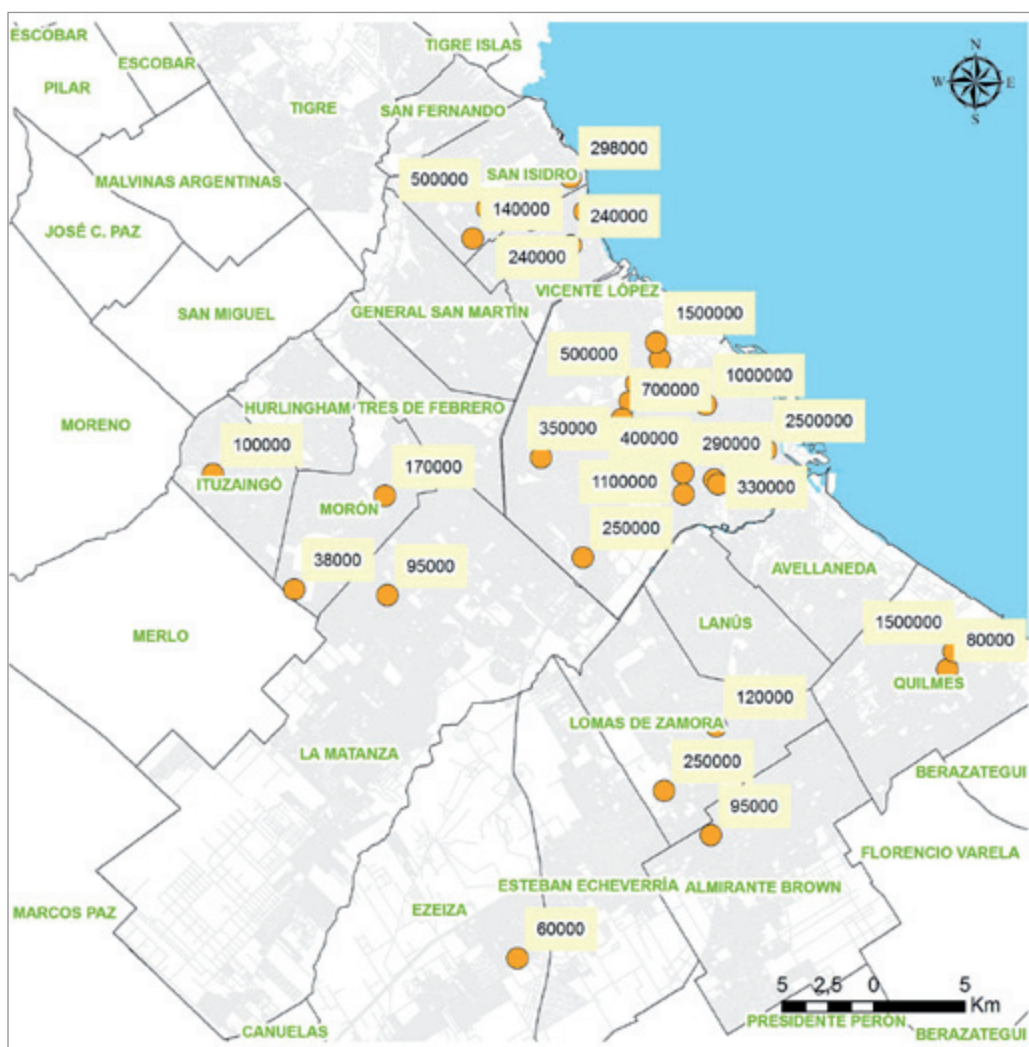 ESCOBAR
TIGRE ISLAS
N
ESCOBAR
W E
PILAR
TIGRE
SAN FERNANDO
S
298000
500000
SAN ISIDRO
MALVINAS ARGENTINAS
140000
240000
JOSÉ C. PAZ
240000
VICENTE LÓPEZ
SAN MIGUEL
GENERAL SAN MARTÍN
1500000
500000
1000000
700000
HURLINGHAM
TRES DE FEBRERO
MORENO
2500000
350000
400000
290000
100000
170000
ITUZAINGÓ
1100000
330000
MORÓN
250000
38000
95000
AVELLANEDA
MERLO
LANÚS
1500000
80000
QUILMES
120000
LOMAS DE ZAMORA
LA MATANZA
250000
BERAZATEGUI
95000
FLORENCIO VARELA
ESTEBAN ECHEVERRÍA
ALMIRANTE BROWN
MARCOS PAZ
EZEIZA
60000
5 2,5 0 5
Km
CANUELAS
PRESIDENTE PERÓN
BERAZATEGUI